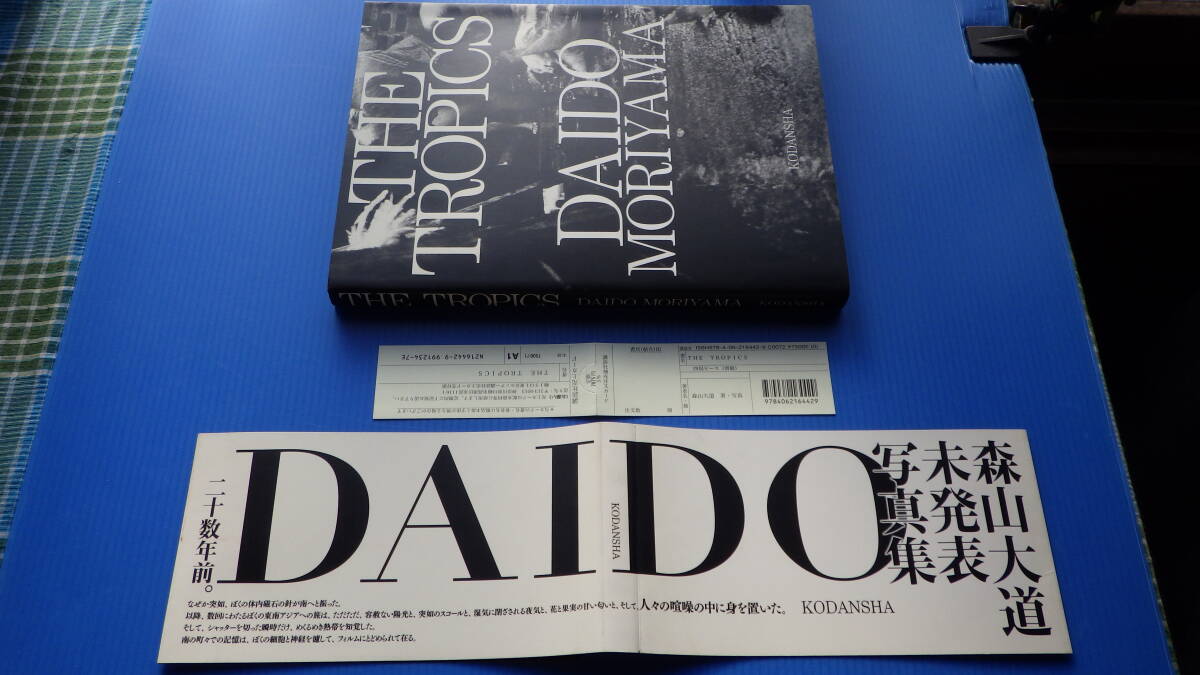 THE
TROPICS
DAIDO
MORIYAMA
KODANSHA
THE TROPICS DAIDO MORIYAMA KODANSHA
THE TROPICS
9784062164429
A1
THE TROPICS
DAIDO
KODANSHA
森山大道
未発表
写真集
二十数年前。
なぜか突如、ぼくの体内磁石の針が南へと振った。
以降、数回にわたるぼくの東南アジアへの旅は、ただただ、容赦ない陽光と、突如のスコールと、湿気に閉ざされる夜気と、花と果実の甘い匂いと、そして、人々の喧噪の中に身を置いた。 KODANSHA
そして、シャッターを切った瞬時だけ、めくるめき熱帯を知覚した。
南の町々での記憶は、ぼくの細胞と神経を濾して、フィルムにとどめられて在る。